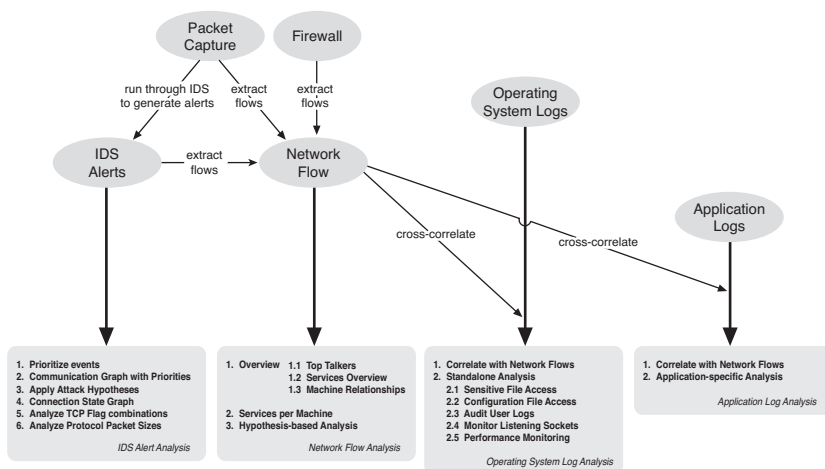 Packet
Capture
Firewall
run through IDS
to generate alerts
extract
flows
extract
flows
Operating
System Logs
IDS
Alerts
extract
flows
Network
Flow
Application
Logs
cross-correlate
cross-correlate
1. Prioritize events
2. Communication Graph with Priorities
3. Apply Attack Hypotheses
4. Connection State Graph
5. Analyze TCP Flag combinations
6. Analyze Protocol Packet Sizes
IDS Alert Analysis
1. Overview 1.1 Top Talkers
1.2 Services Overview
1.3 Machine Relationships
2. Services per Machine
3. Hypothesis-based Analysis
Network Flow Analysis
1. Correlate with Network Flows
2. Standalone Analysis
2.1 Sensitive File Access
2.2 Configuration File Access
2.3 Audit User Logs
2.4 Monitor Listening Sockets
2.5 Performance Monitoring
Operating System Log Analysis
1. Correlate with Network Flows
2. Application-specific Analysis
Application Log Analysis